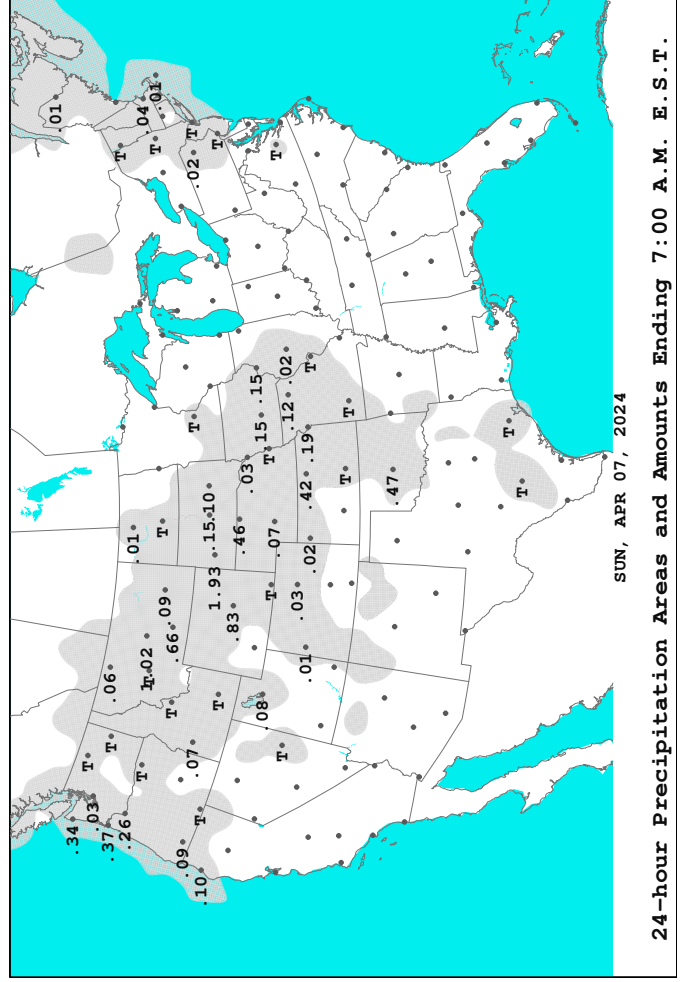 .01
.34
T
.03
.37
.06
T
T
.26
.01
T
.04
1.02
T
T
.01
T
.09
T
.66
.09
T
.07
.02
T
T
.10
.15
.10
1.93
T
T
.83
.46
.03
.15
.08
.15
T
T
.07
T
T
.02
.12
.03
.01
.42
.19
.02
T
T
T
.47
T
T
SUN, APR 07, 2024
24-hour Precipitation Areas and Amounts Ending 7:00 A.M. E.S.T.